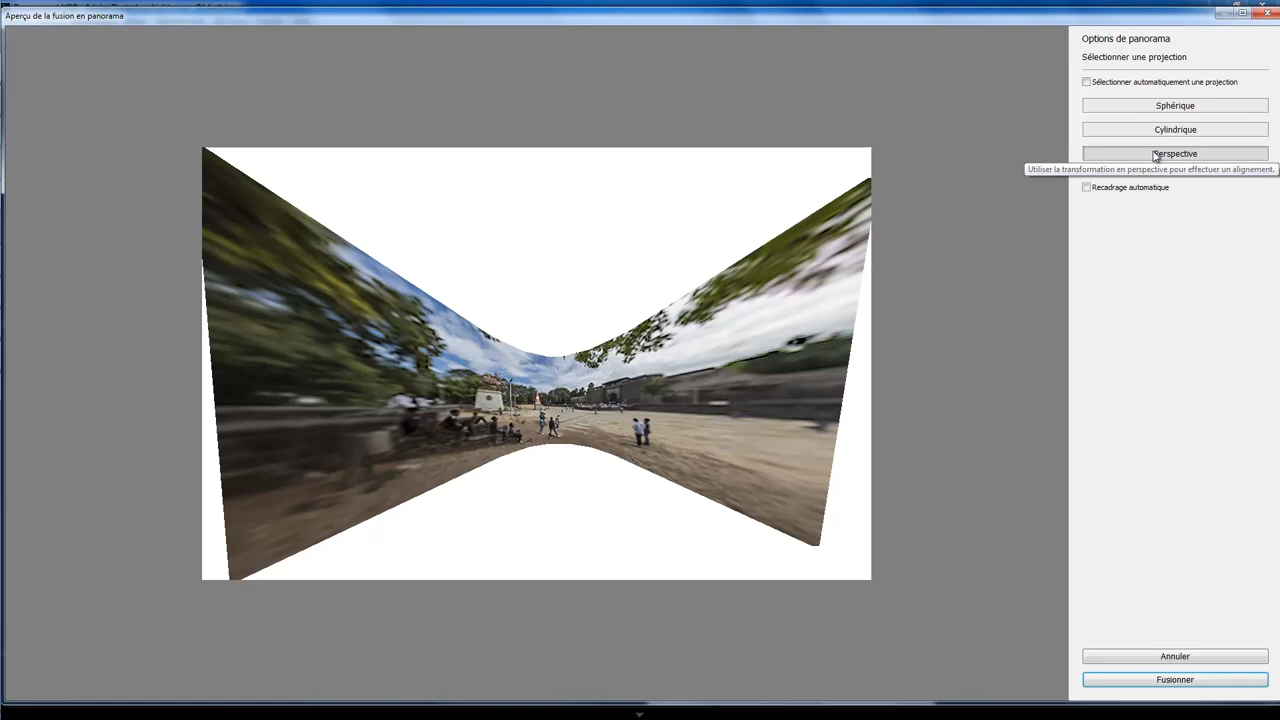 Aperçu de la fusion en panorama
Options de panorama
Sélectionner une projection
Sélectionner automatiquement une projection
Sphérique
Cylindrique
Perspective
Utiliser la transformation en perspective pour effectuer un alignement.
Recadrage automatique
Annuler
Fusionner